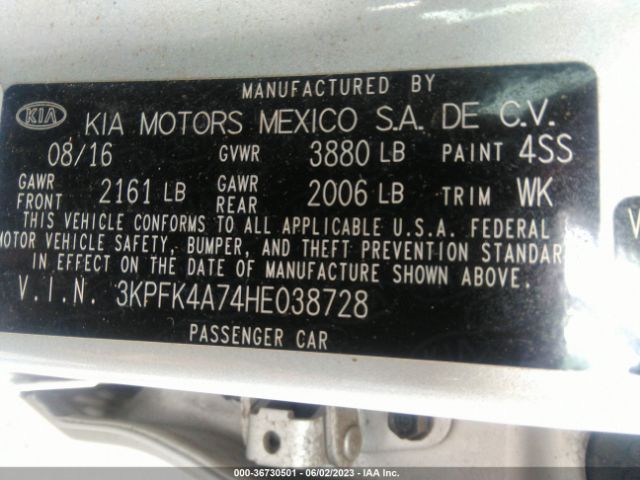 MANUFACTURED BY
KIA KIA MOTORS MEXICO S.A. DE C.V.
08/16 GVWR 3880 LB PAINT 4SS
GAWR FRONT 2161 LB GAWR REAR 2006 LB TRIM WK
THIS VEHICLE CONFORMS TO ALL APPLICABLE U.S.A. FEDERAL
MOTOR VEHICLE SAFETY, BUMPER, AND THEFT PREVENTION STANDAR
IN EFFECT ON THE DATE OF MANUFACTURE SHOWN ABOVE.
V.I.N. 3KPFK4A74HE038728
PASSENGER CAR
000-36730501 - 06/02/2023 - IAA Inc.